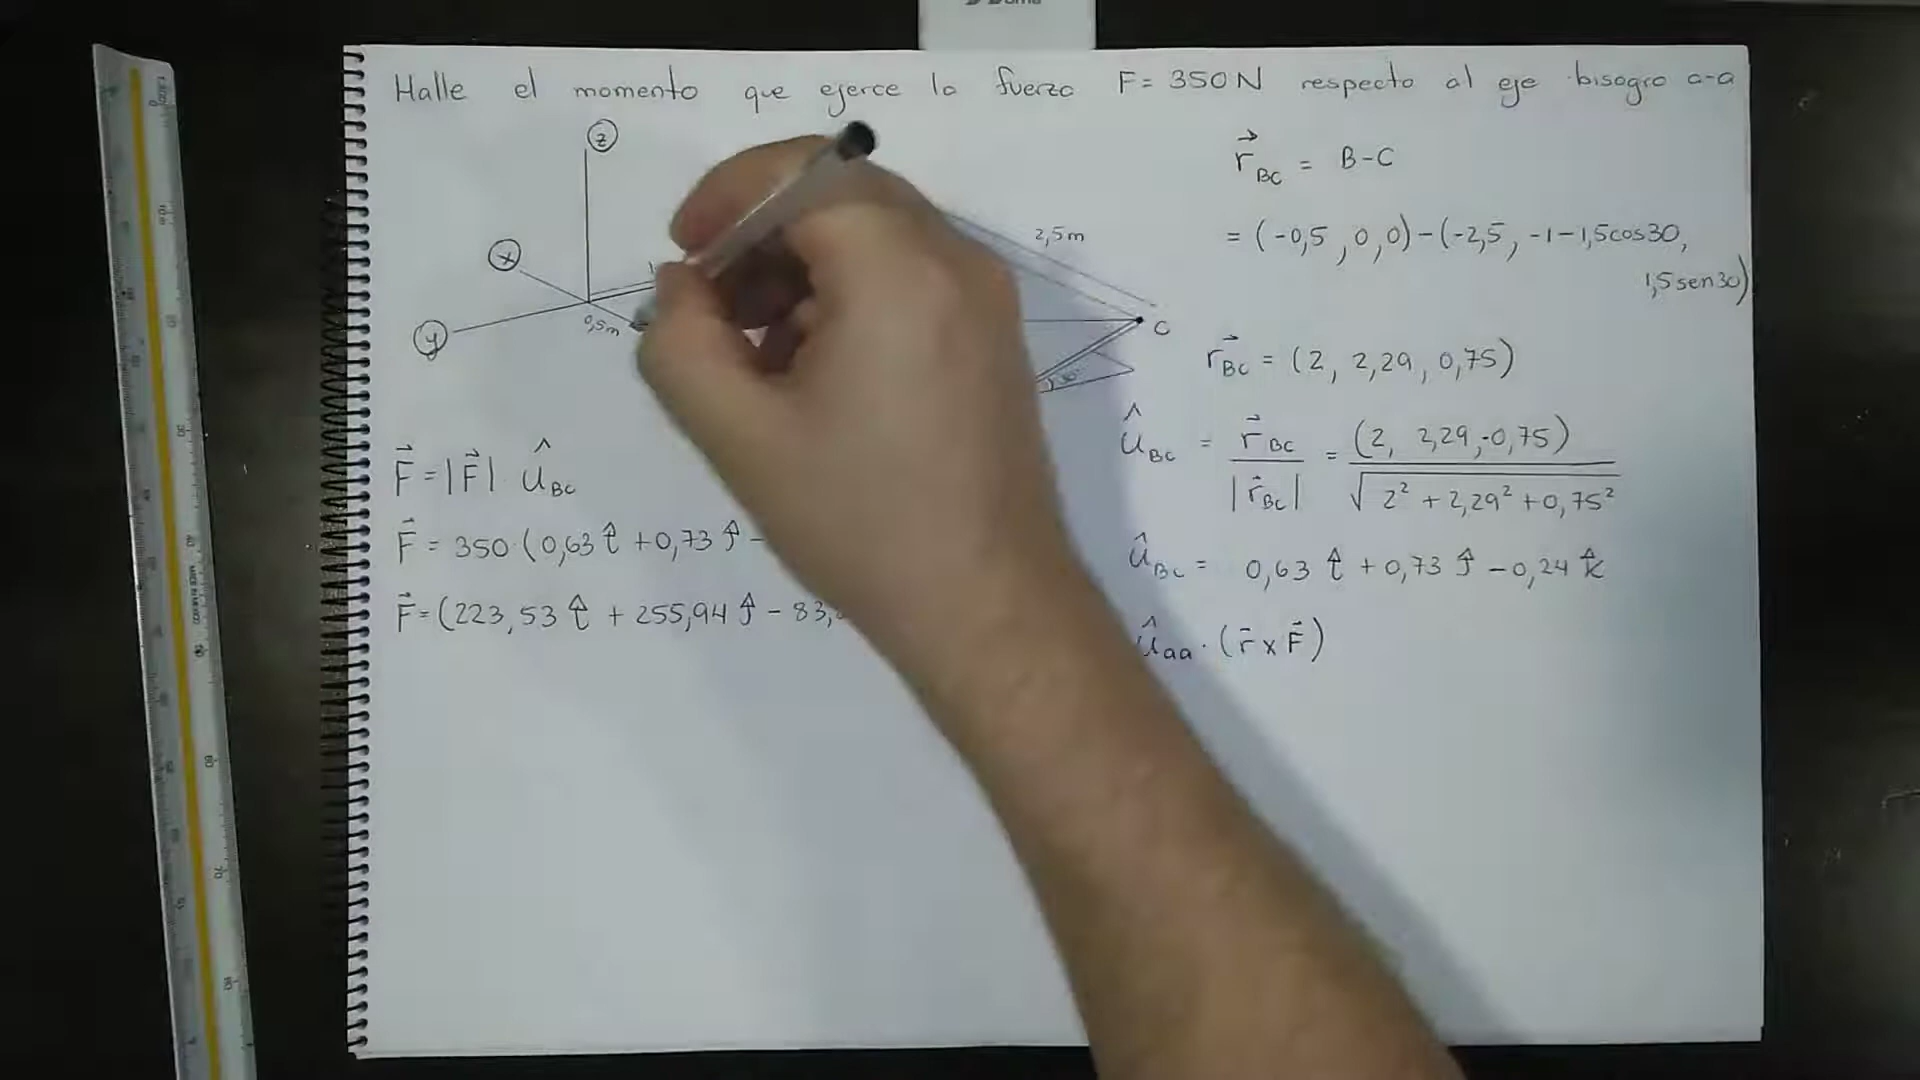 Halle el momento que ejerce la fuerza F = 350N respecto al eje bisagra a-a
z
x
y
0,5m
2,5m
C
30°
r⃗BC = B-C
= (-0,5, 0, 0) - (-2,5, -1-1,5cos30,
1,5sen30)
r⃗BC = (2, 2,29, 0,75)
ûBC = r⃗BC / |r⃗BC| = (2, 2,29, -0,75) / √2² + 2,29² + 0,75²
ûBC = 0,63 î + 0,73 ĵ - 0,24 k̂
ûaa · (r⃗ x F⃗)
F⃗ = |F⃗| ûBC
F⃗ = 350·(0,63 î + 0,73 ĵ -
F⃗ = (223,53 î + 255,94 ĵ - 83,